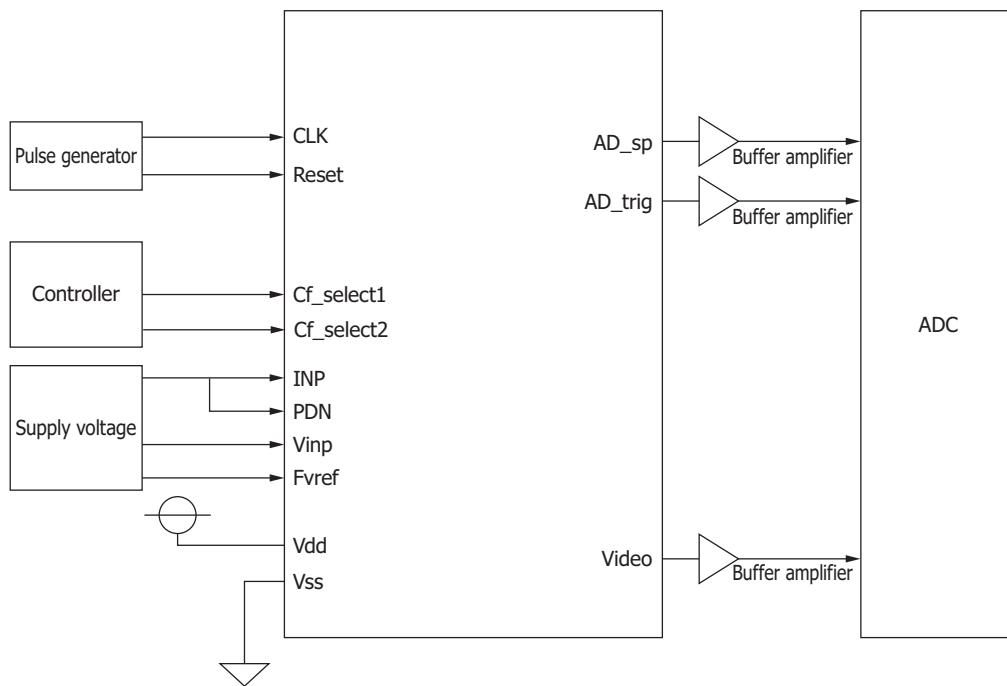 Pulse generator
CLK
Reset
AD_sp
Buffer amplifier
AD_trig
Buffer amplifier
Controller
Cf_select1
Cf_select2
ADC
Supply voltage
INP
PDN
Vinp
Fvref
Vdd
Vss
Video
Buffer amplifier